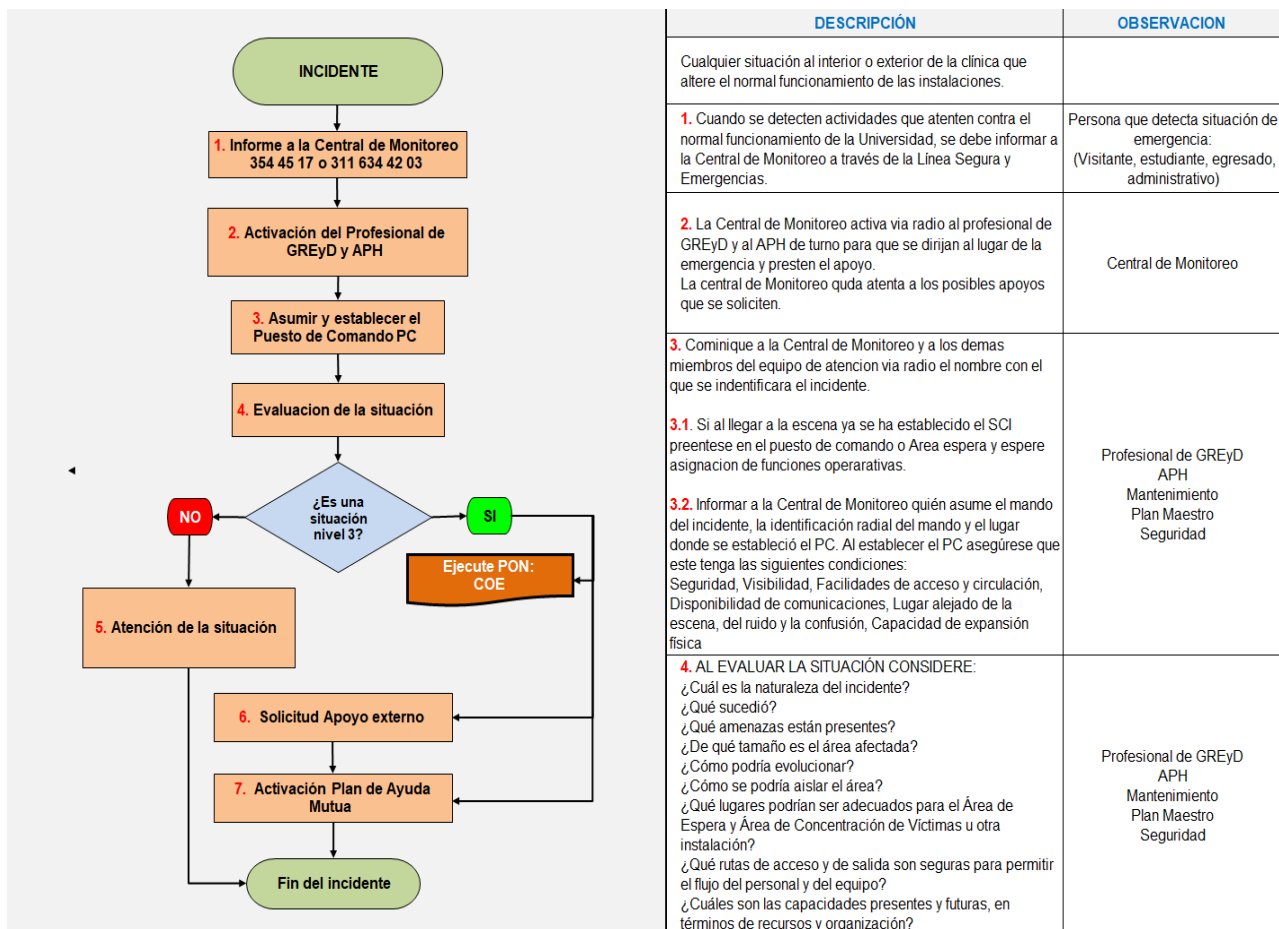 INCIDENTE
1. Informe a la Central de Monitoreo
354 45 17 o 311 634 42 03
2. Activación del Profesional de
GREyD y APH
3. Asumir y establecer el
Puesto de Comando PC
4. Evaluacion de la situación
¿Es una
situación
nivel 3?
NO
SI
Ejecute PON:
COE
5. Atención de la situación
6. Solicitud Apoyo externo
7. Activación Plan de Ayuda
Mutua
Fin del incidente
DESCRIPCIÓN
OBSERVACION
Cualquier situación al interior o exterior de la clínica que
altere el normal funcionamiento de las instalaciones.
1. Cuando se detecten actividades que atenten contra el
normal funcionamiento de la Universidad, se debe informar a
la Central de Monitoreo a través de la Línea Segura y
Emergencias.
Persona que detecta situación de
emergencia:
(Visitante, estudiante, egresado,
administrativo)
2. La Central de Monitoreo activa via radio al profesional de
GREyD y al APH de turno para que se dirijan al lugar de la
emergencia y presten el apoyo.
La central de Monitoreo quda atenta a los posibles apoyos
que se soliciten.
Central de Monitoreo
3. Cominique a la Central de Monitoreo y a los demas
miembros del equipo de atencion via radio el nombre con el
que se indentificara el incidente.
3.1. Si al llegar a la escena ya se ha establecido el SCI
preentese en el puesto de comando o Area espera y espere
asignacion de funciones operarativas.
3.2. Informar a la Central de Monitoreo quién asume el mando
del incidente, la identificación radial del mando y el lugar
donde se estableció el PC. Al establecer el PC asegúrese que
este tenga las siguientes condiciones:
Seguridad, Visibilidad, Facilidades de acceso y circulación,
Disponibilidad de comunicaciones, Lugar alejado de la
escena, del ruido y la confusión, Capacidad de expansión
física
Profesional de GREyD
APH
Mantenimiento
Plan Maestro
Seguridad
4. AL EVALUAR LA SITUACIÓN CONSIDERE:
¿Cuál es la naturaleza del incidente?
¿Qué sucedió?
¿Qué amenazas están presentes?
¿De qué tamaño es el área afectada?
¿Cómo podría evolucionar?
¿Cómo se podría aislar el área?
¿Qué lugares podrían ser adecuados para el Área de
Espera y Área de Concentración de Víctimas u otra
instalación?
¿Qué rutas de acceso y de salida son seguras para permitir
el flujo del personal y del equipo?
¿Cuáles son las capacidades presentes y futuras, en
términos de recursos y organización?
Profesional de GREyD
APH
Mantenimiento
Plan Maestro
Seguridad